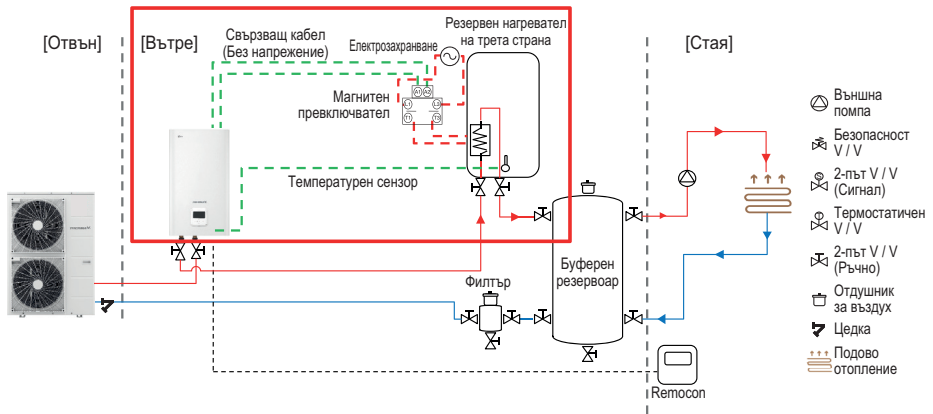 [Отвън]
[Вътре]
Свързващ кабел
(Без напрежение)
Електрозахранване
Резервен нагревател
на трета страна
[Стая]
A1 A2
L1 L3
T1 T3
Магнитен
превключвател
Температурен сензор
Буферен
резервоар
Филтър
Remocon
Външна
помпа
Безопасност
V / V
2-път V / V
(Сигнал)
Термостатичен
V / V
2-път V / V
(Ръчно)
Отдушник
за въздух
Цедка
Подово
отопление